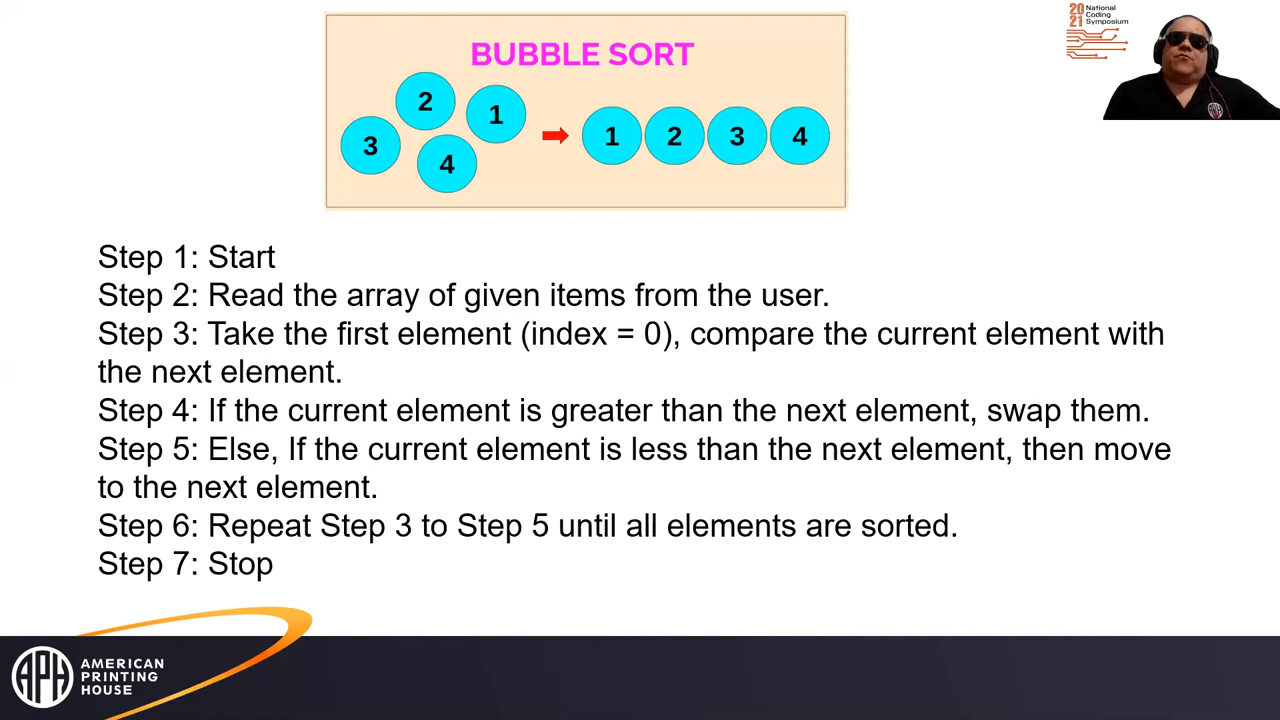 20
21
National
Coding
Symposium
BUBBLE SORT
2
1
3
4
1 2 3 4
Step 1: Start
Step 2: Read the array of given items from the user.
Step 3: Take the first element (index = 0), compare the current element with
the next element.
Step 4: If the current element is greater than the next element, swap them.
Step 5: Else, If the current element is less than the next element, then move
to the next element.
Step 6: Repeat Step 3 to Step 5 until all elements are sorted.
Step 7: Stop
APH
AMERICAN
PRINTING
HOUSE